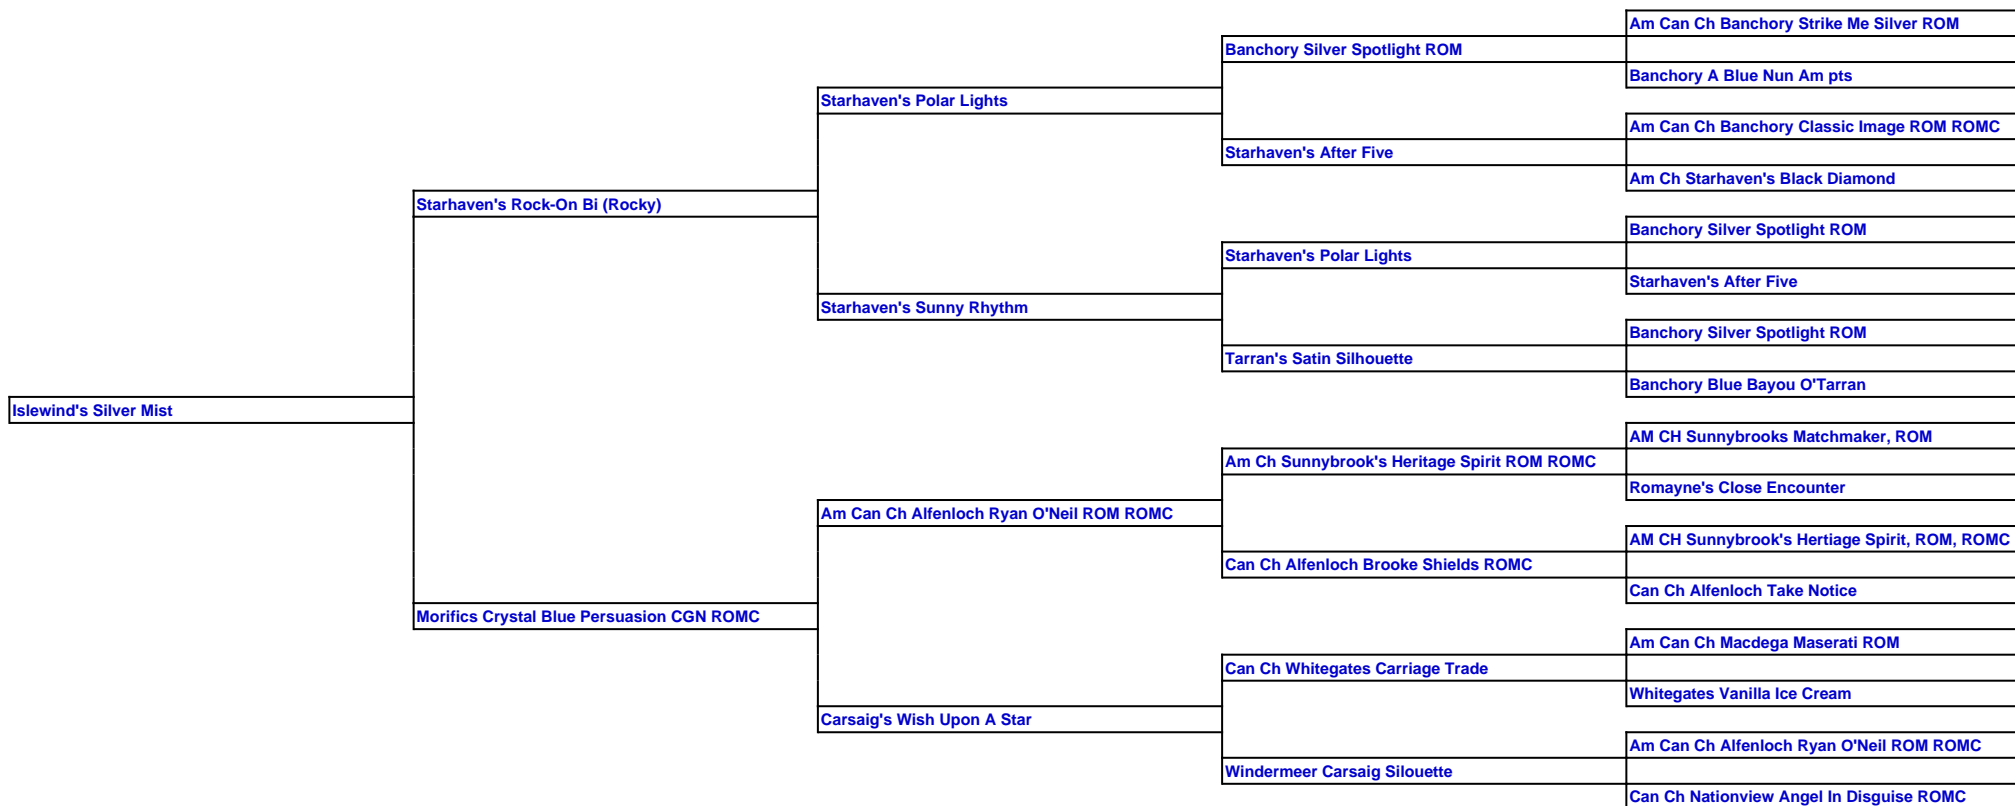 Am Can Ch Banchory Strike Me Silver ROM
Banchory Silver Spotlight ROM
Banchory A Blue Nun Am pts
Starhaven's Polar Lights
Am Can Ch Banchory Classic Image ROM ROMC
Starhaven's After Five
Am Ch Starhaven's Black Diamond
Starhaven's Rock-On Bi (Rocky)
Banchory Silver Spotlight ROM
Starhaven's Polar Lights
Starhaven's After Five
Starhaven's Sunny Rhythm
Banchory Silver Spotlight ROM
Tarran's Satin Silhouette
Banchory Blue Bayou O'Tarran
Islewind's Silver Mist
AM CH Sunnybrooks Matchmaker, ROM
Am Ch Sunnybrook's Heritage Spirit ROM ROMC
Romayne's Close Encounter
Am Can Ch Alfenloch Ryan O'Neil ROM ROMC
AM CH Sunnybrook's Hertiage Spirit, ROM, ROMC
Can Ch Alfenloch Brooke Shields ROMC
Can Ch Alfenloch Take Notice
Morifics Crystal Blue Persuasion CGN ROMC
Am Can Ch Macdega Maserati ROM
Can Ch Whitegates Carriage Trade
Whitegates Vanilla Ice Cream
Carsaig's Wish Upon A Star
Am Can Ch Alfenloch Ryan O'Neil ROM ROMC
Windermeer Carsaig Silouette
Can Ch Nationview Angel In Disguise ROMC